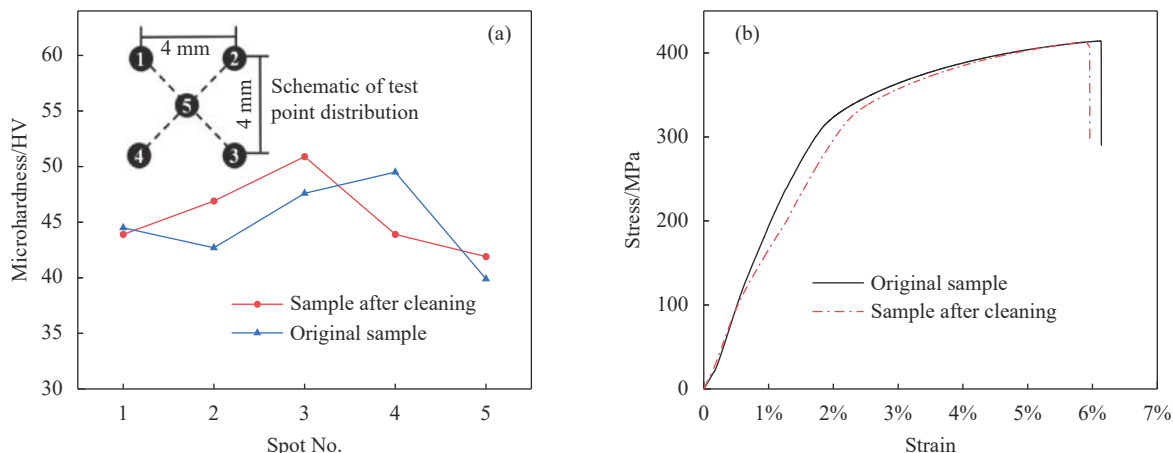 (a)
60
55
50
45
40
35
30
Microhardness/HV
4 mm
1
2
5
4
3
4 mm
Schematic of test
point distribution
Sample after cleaning
Original sample
1
2
3
4
5
Spot No.
(b)
400
300
200
100
0
Stress/MPa
Original sample
Sample after cleaning
0
1%
2%
3%
4%
5%
6%
7%
Strain